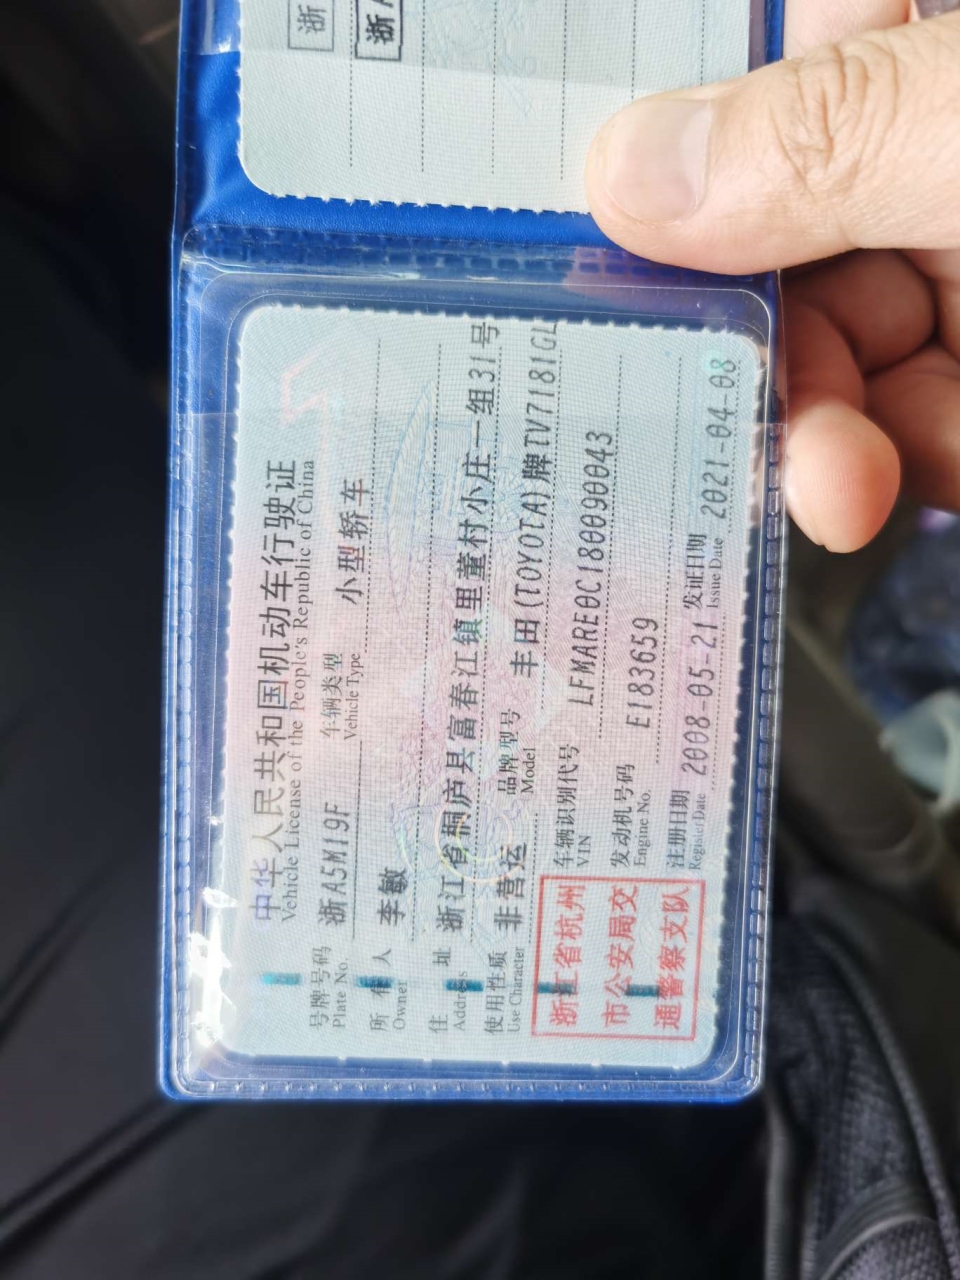 浙
浙A
中华人民共和国机动车行驶证
Vehicle License of the People's Republic of China
号牌号码 浙A5M19F 车辆类型 小型轿车
Plate No. Vehicle Type
所有人 李敏
Owner
住址 浙江省桐庐县富春江镇里董村小庄一组31号
Address
使用性质 非营运 品牌型号 丰田(TOYOTA)牌TV7181GL
Use Character Model
浙江省杭州
市公安局交
通警察支队
车辆识别代号 LFMARE0C180090043
VIN
发动机号码 E183659
Engine No.
注册日期 2008-05-21 发证日期 2021-04-08
Register Date Issue Date